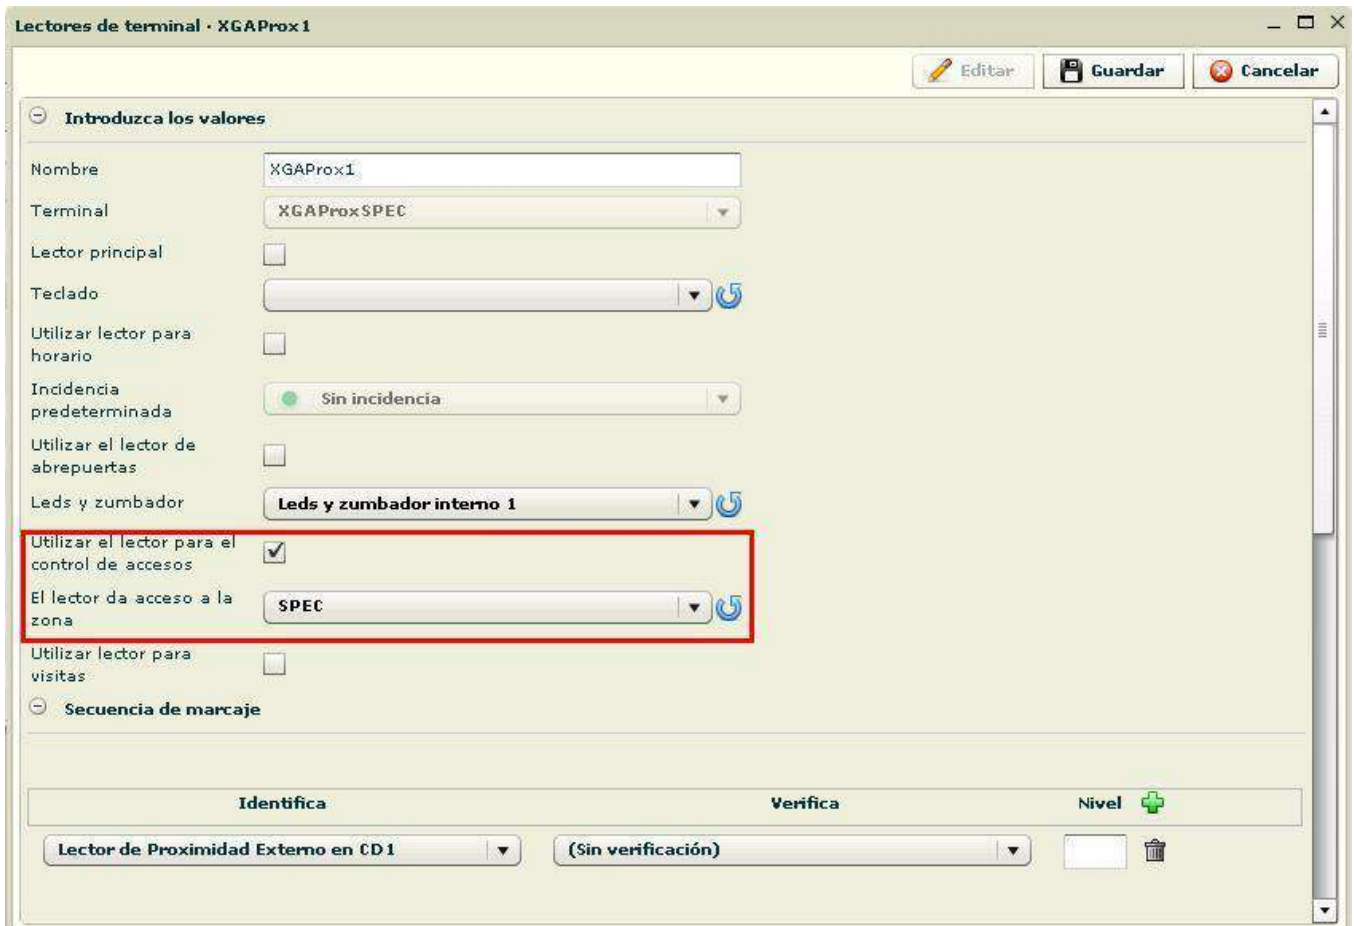 Lectores de terminal · XGAProx1
Editar Guardar Cancelar
Introduzca los valores
Nombre XGAProx1
Terminal XGAProxSPEC
Lector principal
Teclado
Utilizar lector para
horario
Incidencia
predeterminada
Sin incidencia
Utilizar el lector de
abrepuertas
Leds y zumbador Leds y zumbador interno 1
Utilizar el lector para el
control de accesos
El lector da acceso a la
zona
SPEC
Utilizar lector para
visitas
Secuencia de marcaje
Identifica Verifica Nivel
Lector de Proximidad Externo en CD1 (Sin verificación)